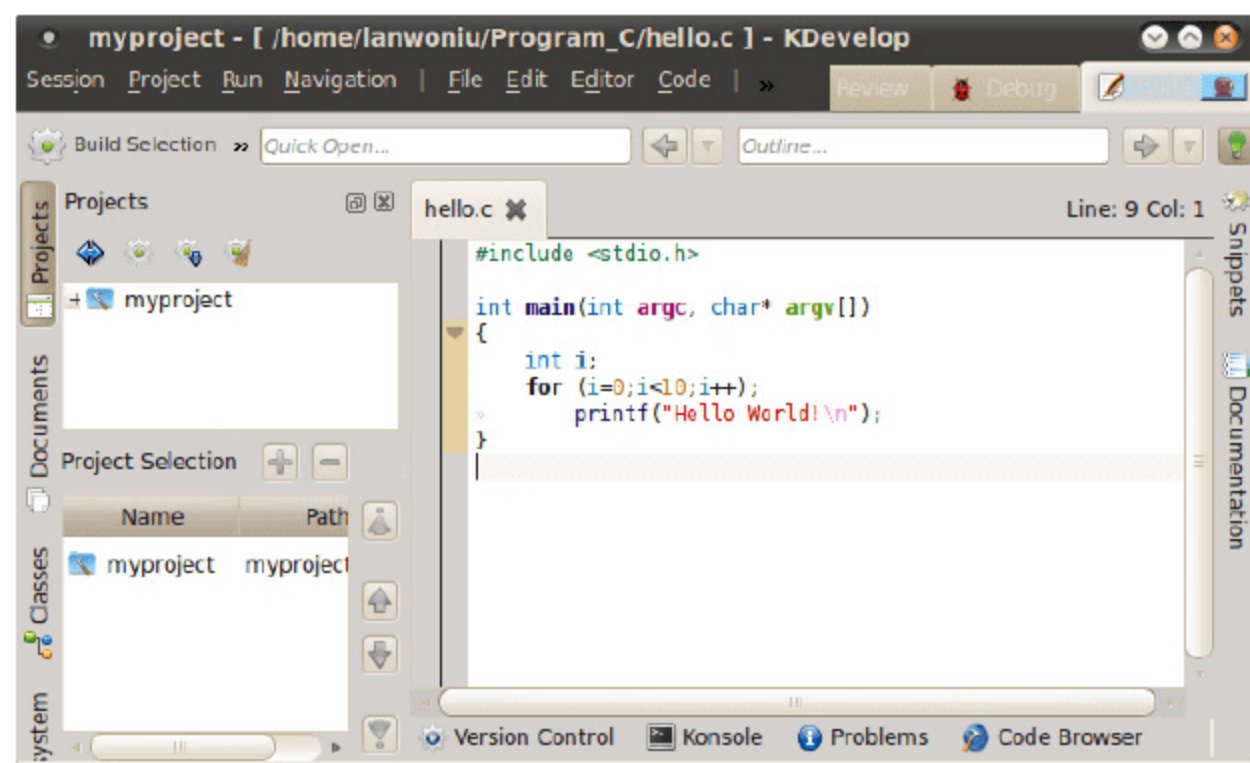 myproject - [ /home/lanwoniu/Program_C/hello.c ] - KDevelop
Session Project Run Navigation | File Edit Editor Code | »
Review Debug
Build Selection » Quick Open... Outline...
Projects
Documents
Classes
ystem
Projects
myproject
Project Selection
Name Path
myproject myproject
hello.c
Line: 9 Col: 1
#include <stdio.h>
int main(int argc, char* argv[])
{
int i;
for (i=0;i<10;i++);
» printf("Hello World!\n");
}
Snippets
Documentation
Version Control Konsole Problems Code Browser